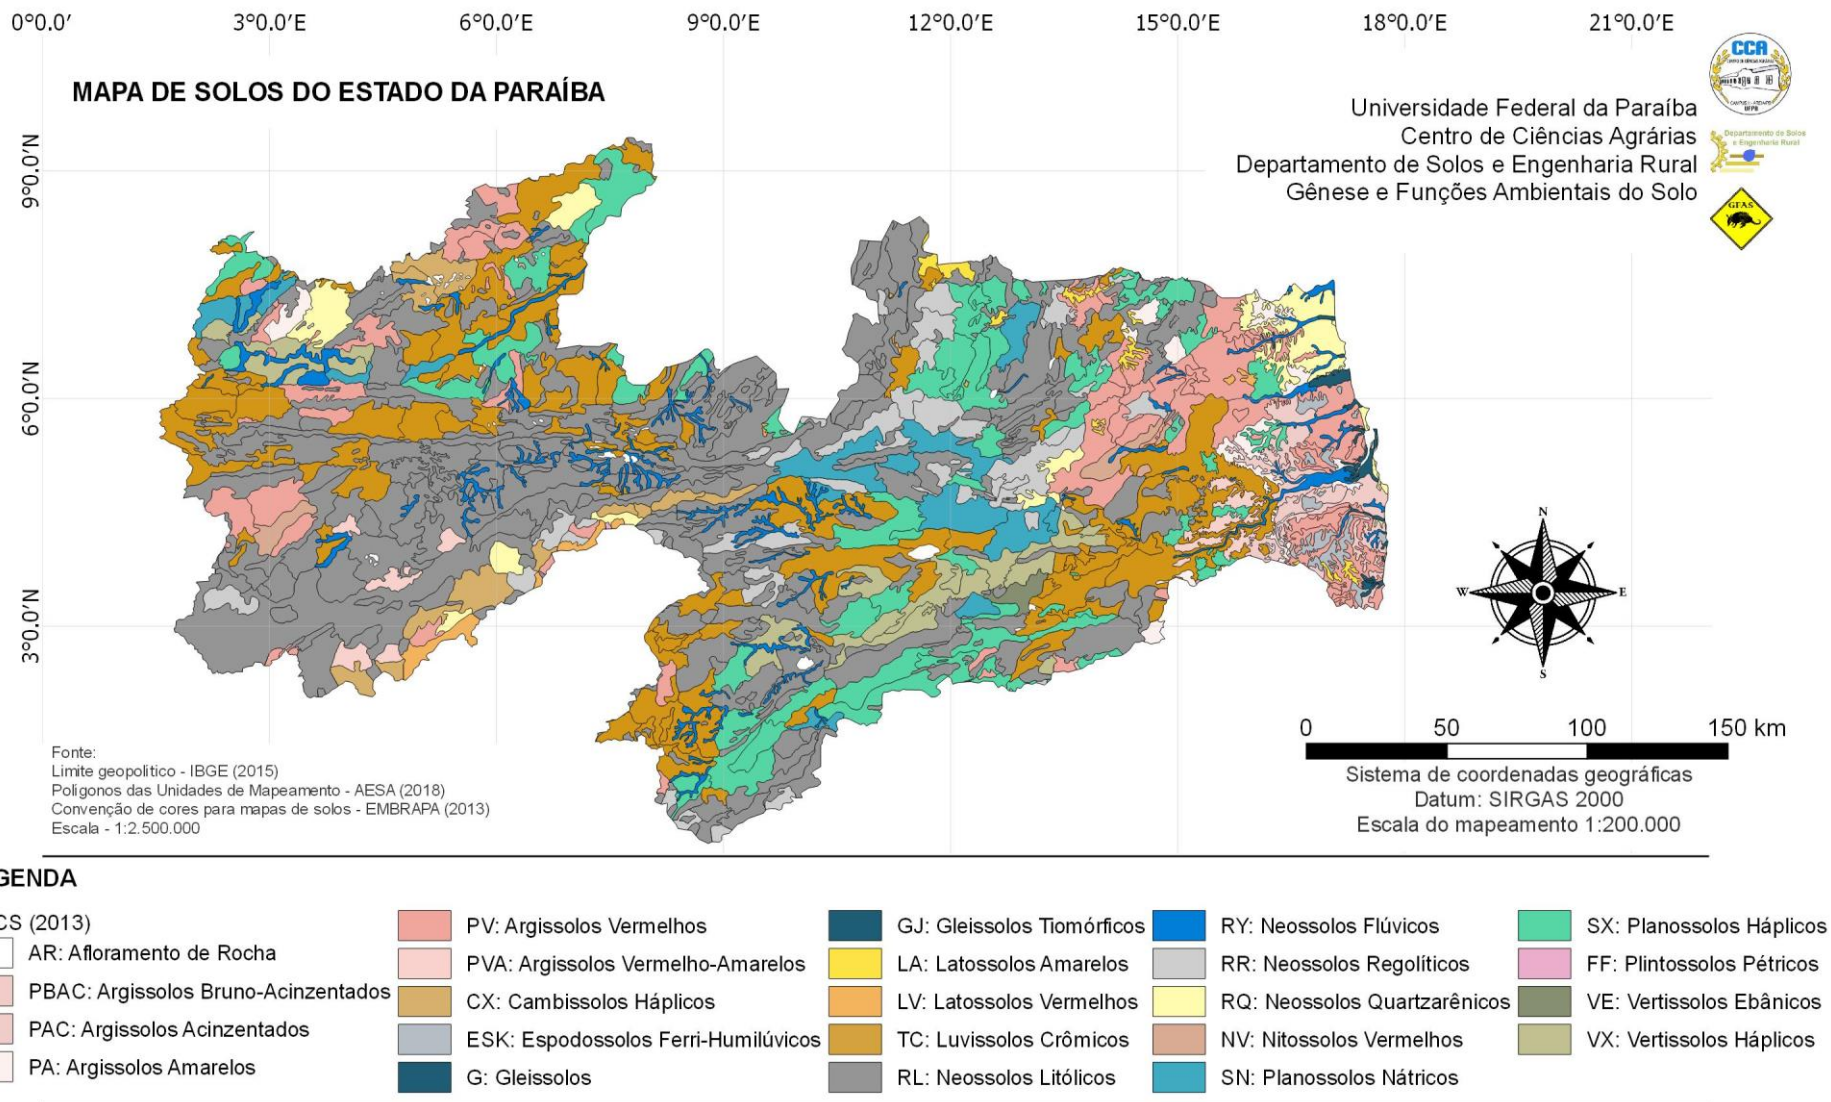 0°0.0′ 3°0.0′E 6°0.0′E 9°0.0′E 12°0.0′E 15°0.0′E 18°0.0′E 21°0.0′E
MAPA DE SOLOS DO ESTADO DA PARAÍBA
CCA
UFPB
Universidade Federal da Paraíba
Centro de Ciências Agrárias
Departamento de Solos e Engenharia Rural
Gênese e Funções Ambientais do Solo
Departamento de Solos
e Engenharia Rural
GFAS
9°0.0′N
6°0.0′N
3°0.0′N
N
W E
S
0 50 100 150 km
Sistema de coordenadas geográficas
Datum: SIRGAS 2000
Escala do mapeamento 1:200.000
Fonte:
Limite geopolitico - IBGE (2015)
Poligonos das Unidades de Mapeamento - AESA (2018)
Convenção de cores para mapas de solos - EMBRAPA (2013)
Escala - 1:2.500.000
GENDA
CS (2013)
AR: Afloramento de Rocha
PBAC: Argissolos Bruno-Acinzentados
PAC: Argissolos Acinzentados
PA: Argissolos Amarelos
PV: Argissolos Vermelhos
PVA: Argissolos Vermelho-Amarelos
CX: Cambissolos Háplicos
ESK: Espodossolos Ferri-Humilúvicos
G: Gleissolos
GJ: Gleissolos Tiomórficos
LA: Latossolos Amarelos
LV: Latossolos Vermelhos
TC: Luvissolos Crômicos
RL: Neossolos Litólicos
RY: Neossolos Flúvicos
RR: Neossolos Regolíticos
RQ: Neossolos Quartzarênicos
NV: Nitossolos Vermelhos
SN: Planossolos Nátricos
SX: Planossolos Háplicos
FF: Plintossolos Pétricos
VE: Vertissolos Ebânicos
VX: Vertissolos Háplicos